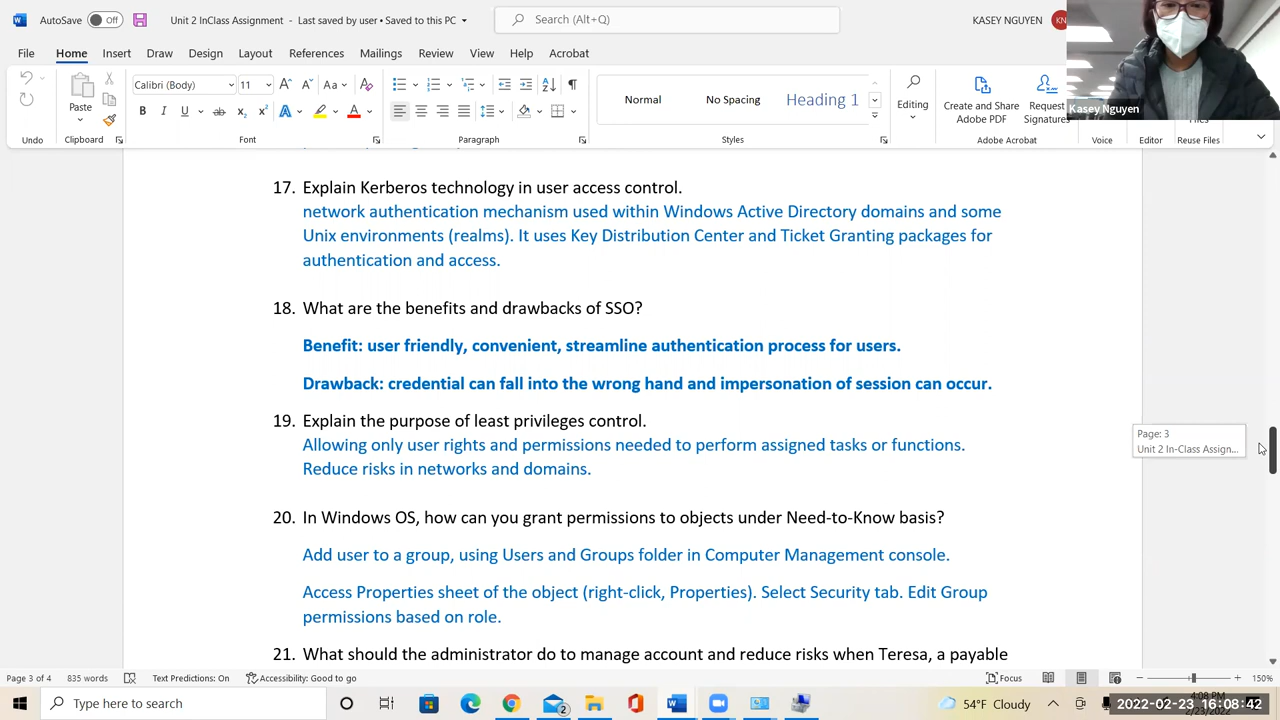 AutoSave Off
Unit 2 InClass Assignment - Last saved by user • Saved to this PC
Search (Alt+Q)
KASEY NGUYEN KN
File Home Insert Draw Design Layout References Mailings Review View Help Acrobat
Calibri (Body) 11
Paste
Normal No Spacing Heading 1
Editing
Create and Share Adobe PDF
Request Signatures
Kasey Nguyen
Undo Clipboard Font Paragraph Styles Adobe Acrobat Voice Editor Reuse Files
17. Explain Kerberos technology in user access control.
network authentication mechanism used within Windows Active Directory domains and some
Unix environments (realms). It uses Key Distribution Center and Ticket Granting packages for
authentication and access.
18. What are the benefits and drawbacks of SSO?
Benefit: user friendly, convenient, streamline authentication process for users.
Drawback: credential can fall into the wrong hand and impersonation of session can occur.
19. Explain the purpose of least privileges control.
Allowing only user rights and permissions needed to perform assigned tasks or functions.
Reduce risks in networks and domains.
Page: 3
Unit 2 In-Class Assign...
20. In Windows OS, how can you grant permissions to objects under Need-to-Know basis?
Add user to a group, using Users and Groups folder in Computer Management console.
Access Properties sheet of the object (right-click, Properties). Select Security tab. Edit Group
permissions based on role.
21. What should the administrator do to manage account and reduce risks when Teresa, a payable
Page 3 of 4 835 words Text Predictions: On Accessibility: Good to go Focus 150%
Type here to search
2
54°F Cloudy
4:08 PM
2022-02-23 16:08:42